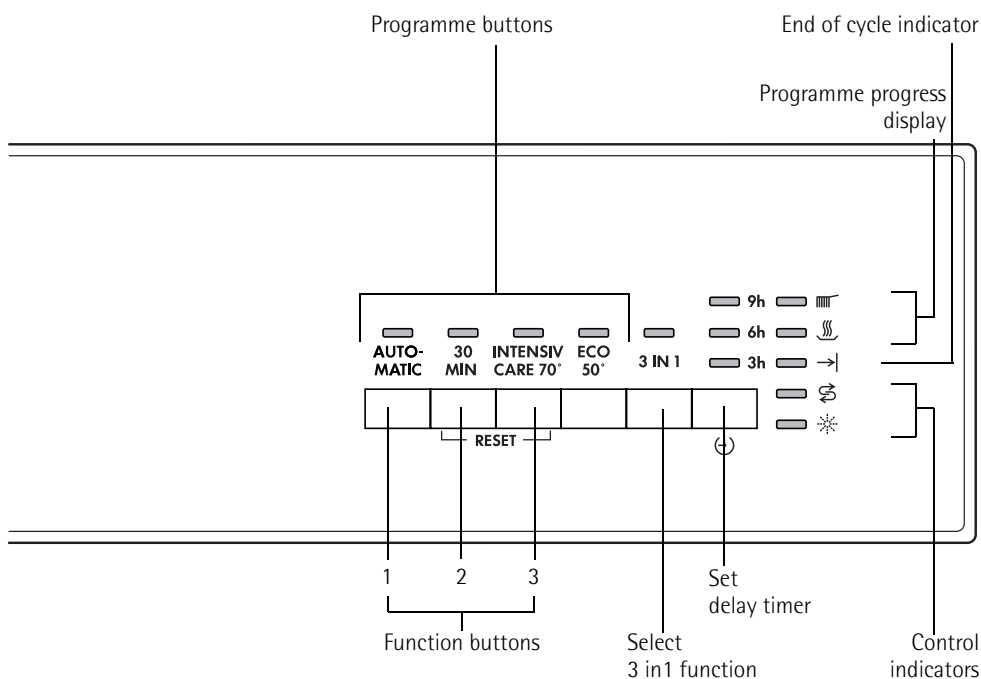 Programme buttons
End of cycle indicator
Programme progress
display
9h
6h
3h
AUTO-
MATIC
30
MIN
INTENSIV
CARE 70°
ECO
50°
3 IN 1
RESET
1
2
3
Function buttons
Set
delay timer
Select
3 in1 function
Control
indicators